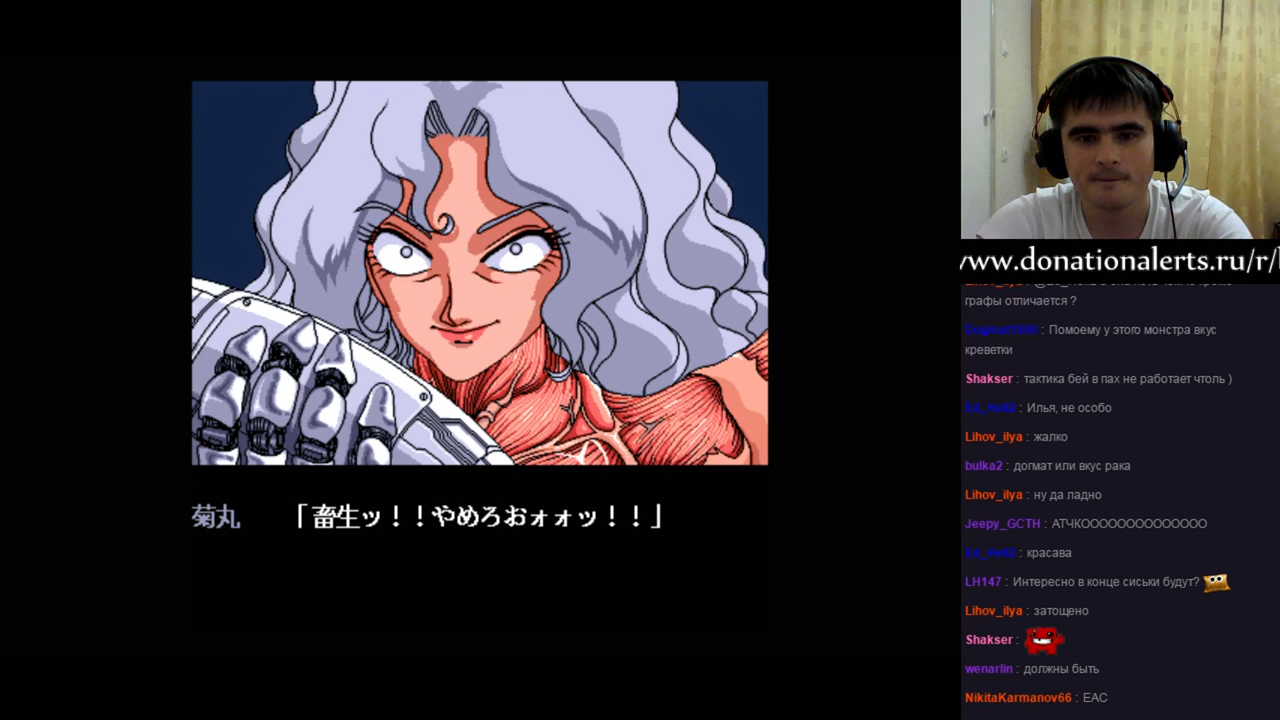 菊丸 「畜生ッ！！やめろおォォッ！！」
www.donationalerts.ru/r/
графы отличается ?
Dogmat1990 : Помоему у этого монстра вкус
креветки
Shakser : тактика бей в пах не работает чтоль )
Илья, не особо
Lihov_ilya : жалко
bulka2 : догмат или вкус рака
Lihov_ilya : ну да ладно
Jeepy_GCTH : АТЧКОООООООООООООО
красава
LH147 : Интересно в конце сиськи будут?
Lihov_ilya : затощено
Shakser :
wenarlin : должны быть
NikitaKarmanov66 : EAC